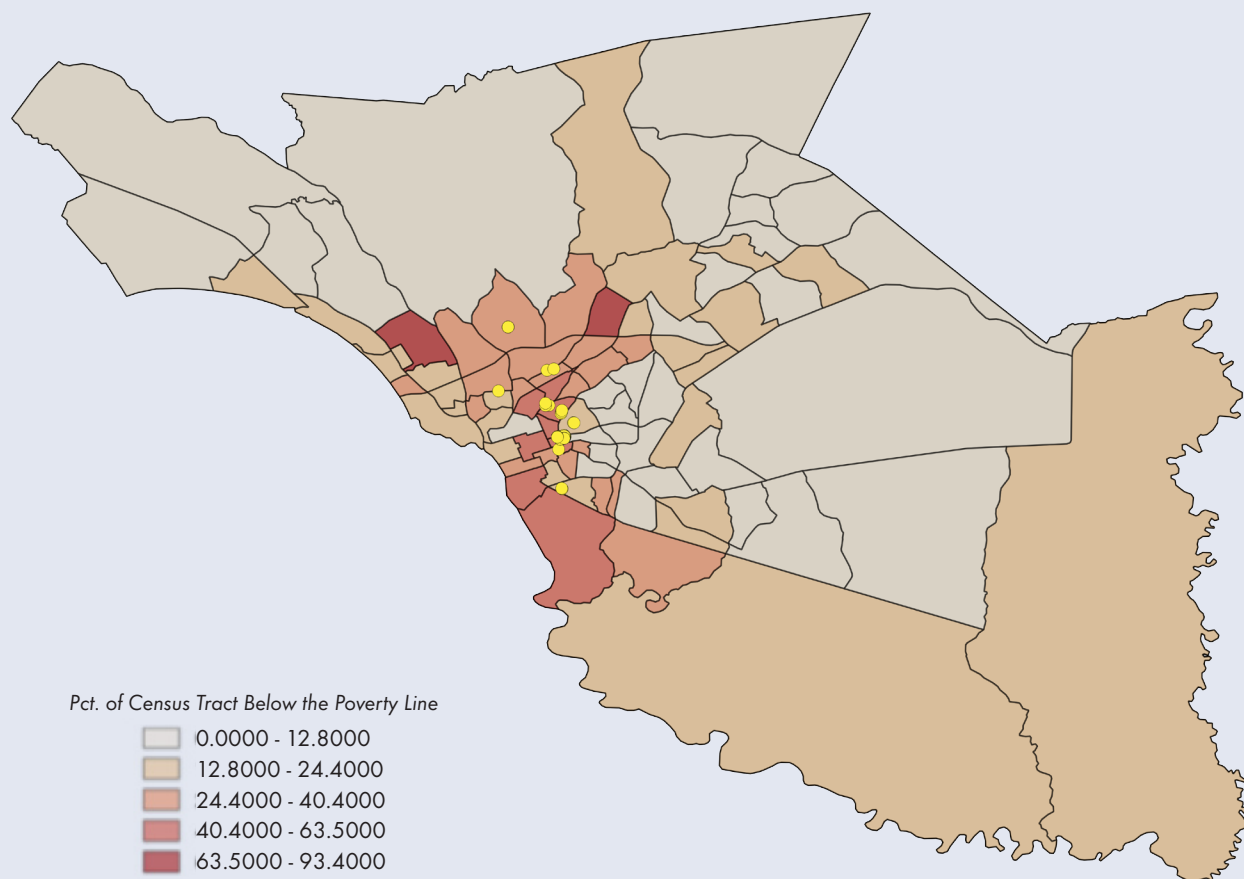 Pct. of Census Tract Below the Poverty Line
0.0000 - 12.8000
12.8000 - 24.4000
24.4000 - 40.4000
40.4000 - 63.5000
63.5000 - 93.4000